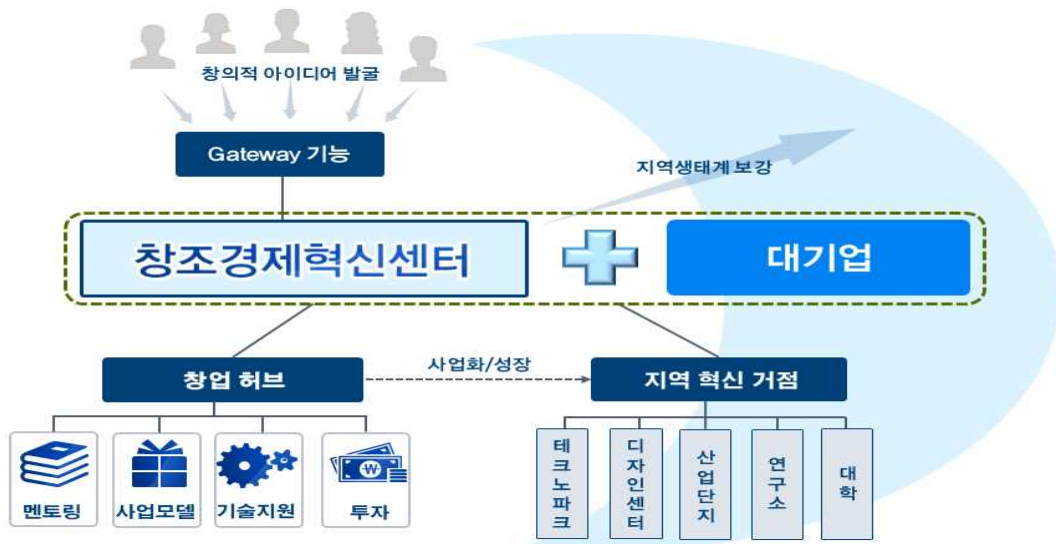 창의적 아이디어 발굴
Gateway 기능
지역생태계 보강
창조경제혁신센터
대기업
창업 허브
사업화/성장
지역 혁신 거점
멘토링
사업모델
기술지원
투자
테크노파크
디자인센터
산업단지
연구소
대학